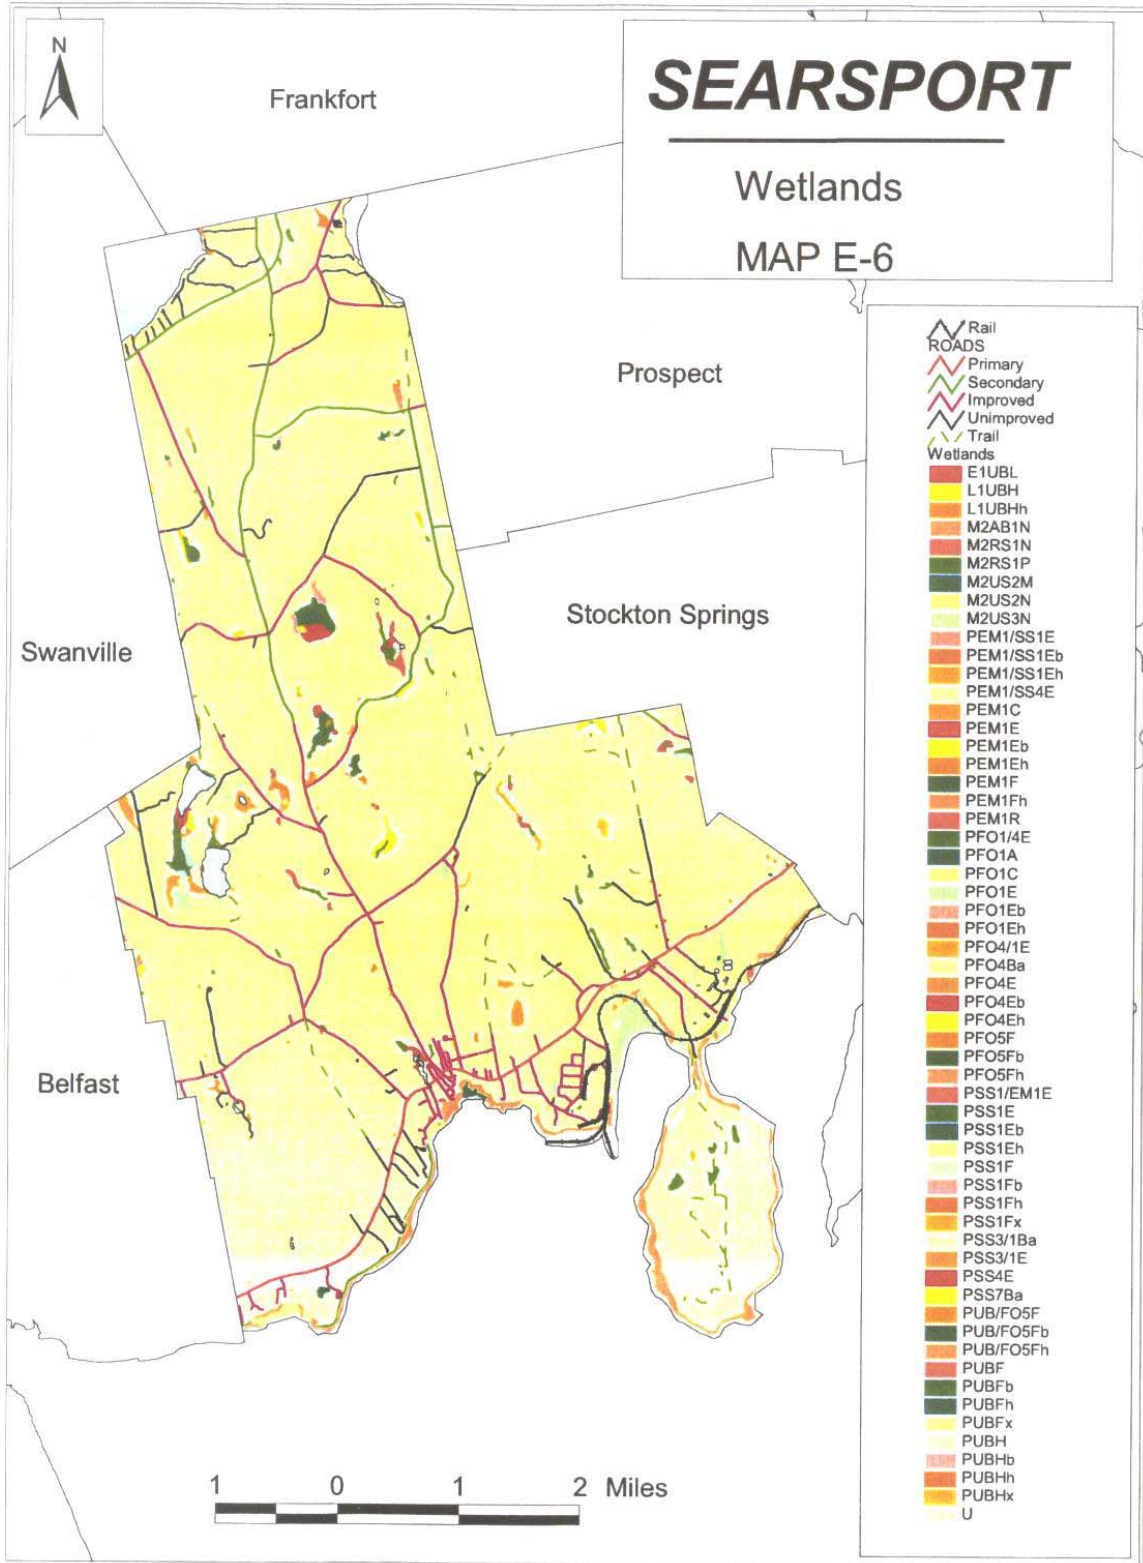 N
Frankfort
SEARSPORT
Wetlands
MAP E-6
Prospect
Stockton Springs
Swanville
Belfast
Rail
ROADS
Primary
Secondary
Improved
Unimproved
Trail
Wetlands
E1UBL
L1UBH
L1UBHh
M2AB1N
M2RS1N
M2RS1P
M2US2M
M2US2N
M2US3N
PEM1/SS1E
PEM1/SS1Eb
PEM1/SS1Eh
PEM1/SS4E
PEM1C
PEM1E
PEM1Eb
PEM1Eh
PEM1F
PEM1Fh
PEM1R
PFO1/4E
PFO1A
PFO1C
PFO1E
PFO1Eb
PFO1Eh
PFO4/1E
PFO4Ba
PFO4E
PFO4Eb
PFO4Eh
PFO5F
PFO5Fb
PFO5Fh
PSS1/EM1E
PSS1E
PSS1Eb
PSS1Eh
PSS1F
PSS1Fb
PSS1Fh
PSS1Fx
PSS3/1Ba
PSS3/1E
PSS4E
PSS7Ba
PUB/FO5F
PUB/FO5Fb
PUB/FO5Fh
PUBF
PUBFb
PUBFh
PUBFx
PUBH
PUBHb
PUBHh
PUBHx
U
1 0 1 2 Miles